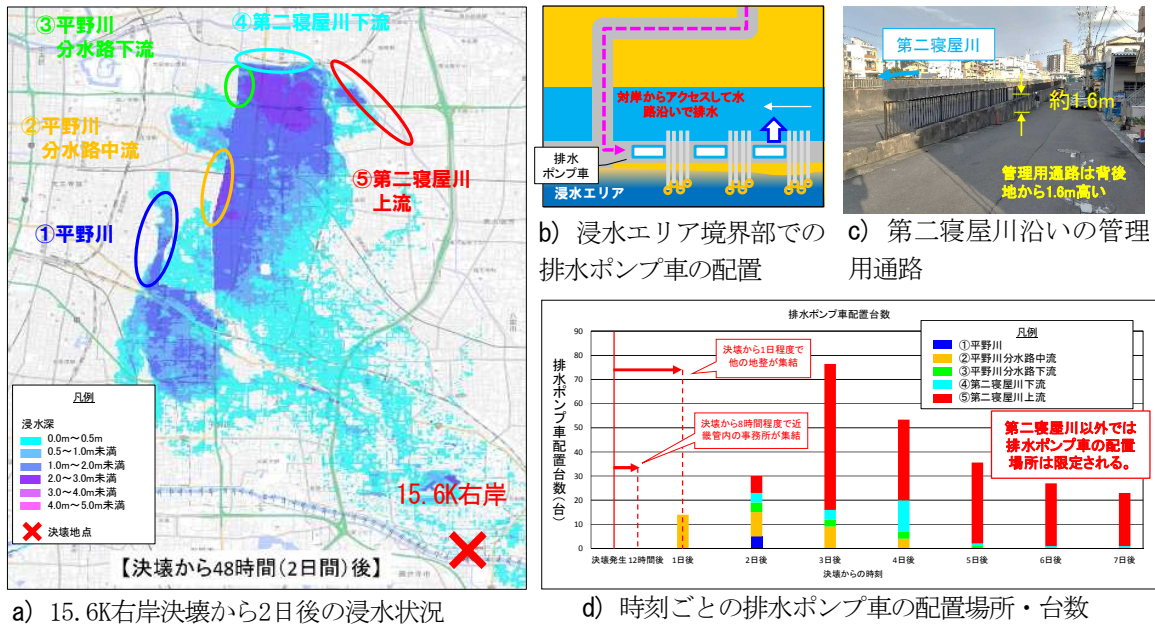 ③平野川
分水路下流
④第二寝屋川下流
②平野川
分水路中流
⑤第二寝屋川
上流
①平野川
凡例
浸水深
0.0m～0.5m
0.5～1.0m未満
1.0m～2.0m未満
2.0～3.0m未満
3.0～4.0m未満
4.0m～5.0m未満
決壊地点
15.6K右岸
【決壊から48時間(2日間)後】
a) 15.6K右岸決壊から2日後の浸水状況
対岸からアクセスして水
路沿いで排水
排水
ポンプ車
浸水エリア
b) 浸水エリア境界部での
排水ポンプ車の配置
第二寝屋川
約1.6m
管理用通路は背後
地から1.6m高い
c) 第二寝屋川沿いの管理
用通路
排水ポンプ車配置台数
排水ポンプ車配置台数(台)
90
80
70
60
50
40
30
20
10
0
決壊から1日程度で
他の地整が集結
決壊から8時間程度で近
畿管内の事務所が集結
凡例
①平野川
②平野川分水路中流
③平野川分水路下流
④第二寝屋川下流
⑤第二寝屋川上流
第二寝屋川以外では
排水ポンプ車の配置
場所は限定される。
決壊発生 12時間後 1日後 2日後 3日後 4日後 5日後 6日後 7日後
決壊からの時刻
d) 時刻ごとの排水ポンプ車の配置場所・台数